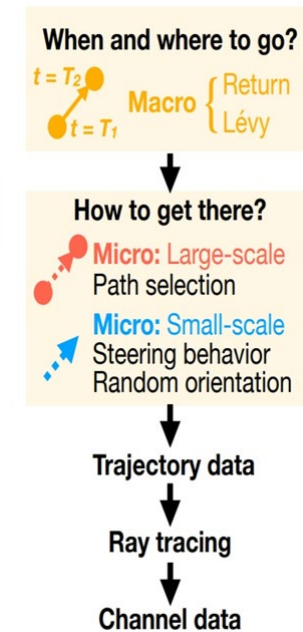 When and where to go?
t = T₂
Macro { Return
Lévy
t = T₁
How to get there?
Micro: Large-scale
Path selection
Micro: Small-scale
Steering behavior
Random orientation
Trajectory data
Ray tracing
Channel data